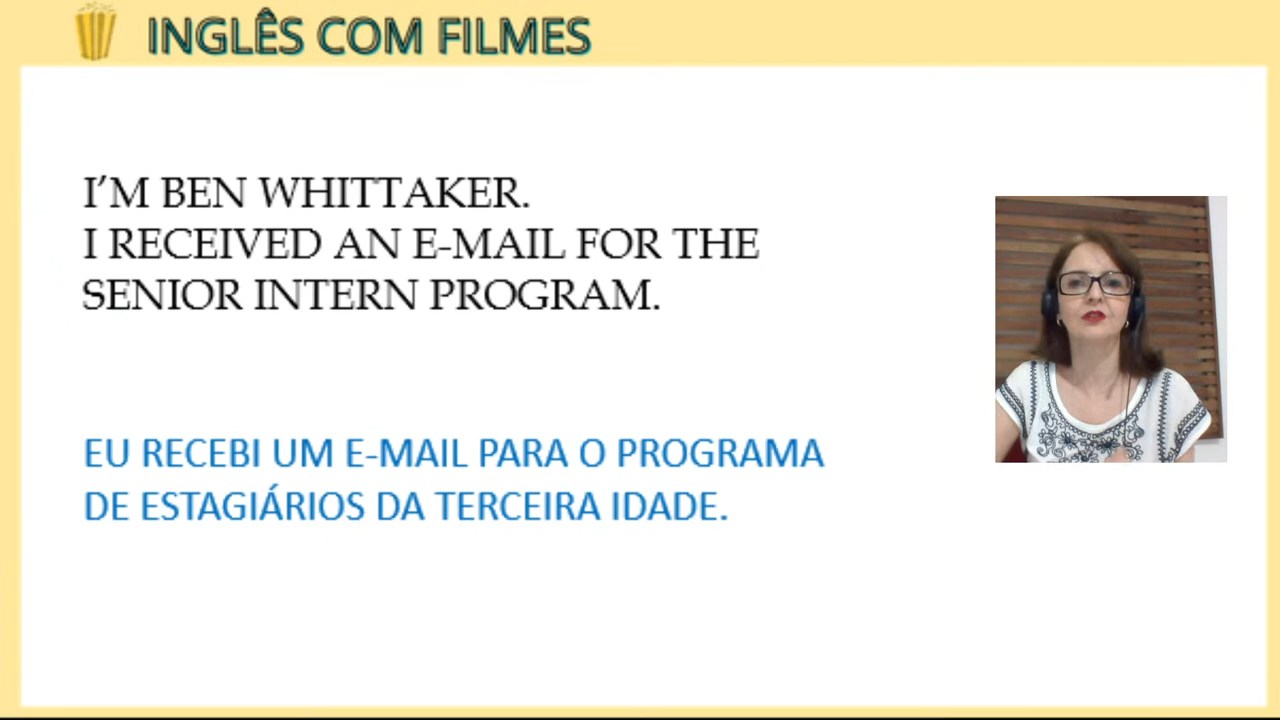 INGLÊS COM FILMES
I’M BEN WHITTAKER.
I RECEIVED AN E-MAIL FOR THE
SENIOR INTERN PROGRAM.
EU RECEBI UM E-MAIL PARA O PROGRAMA
DE ESTAGIÁRIOS DA TERCEIRA IDADE.